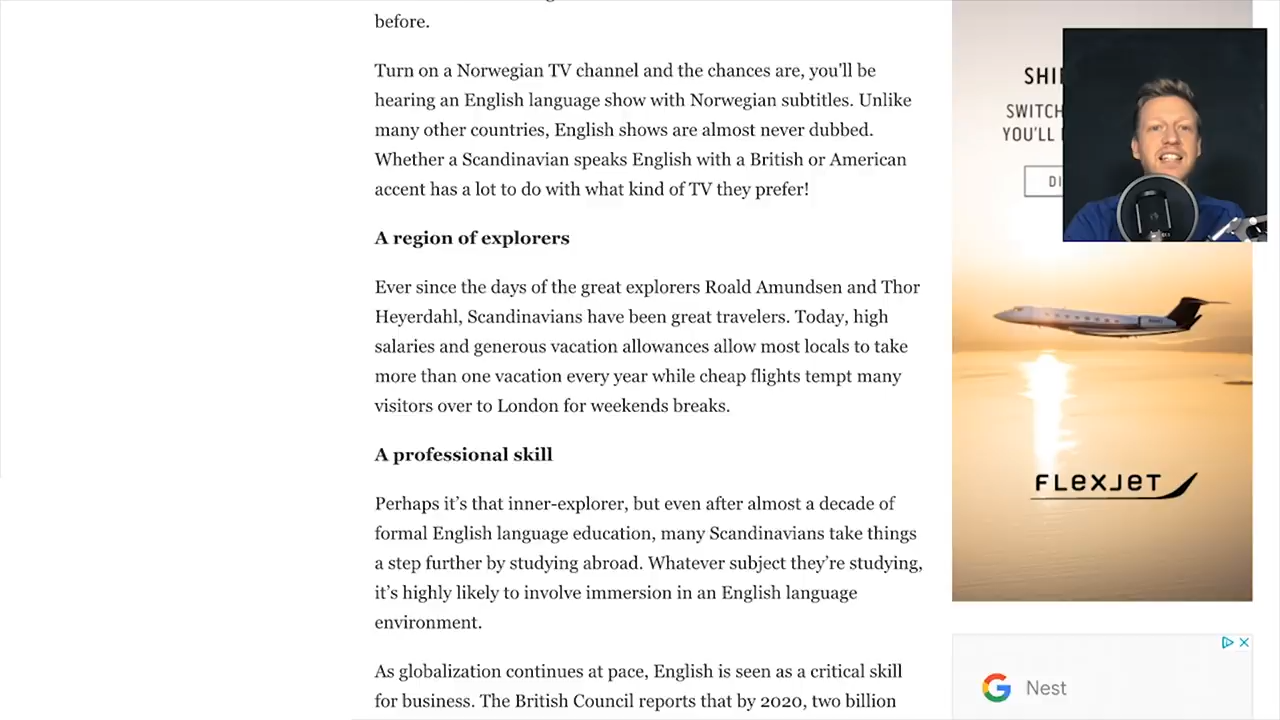 before.
Turn on a Norwegian TV channel and the chances are, you'll be
hearing an English language show with Norwegian subtitles. Unlike
many other countries, English shows are almost never dubbed.
Whether a Scandinavian speaks English with a British or American
accent has a lot to do with what kind of TV they prefer!
A region of explorers
Ever since the days of the great explorers Roald Amundsen and Thor
Heyerdahl, Scandinavians have been great travelers. Today, high
salaries and generous vacation allowances allow most locals to take
more than one vacation every year while cheap flights tempt many
visitors over to London for weekends breaks.
A professional skill
Perhaps it’s that inner-explorer, but even after almost a decade of
formal English language education, many Scandinavians take things
a step further by studying abroad. Whatever subject they’re studying,
it’s highly likely to involve immersion in an English language
environment.
As globalization continues at pace, English is seen as a critical skill
for business. The British Council reports that by 2020, two billion
SWITCH
YOU'LL
FLEXJET
Nest